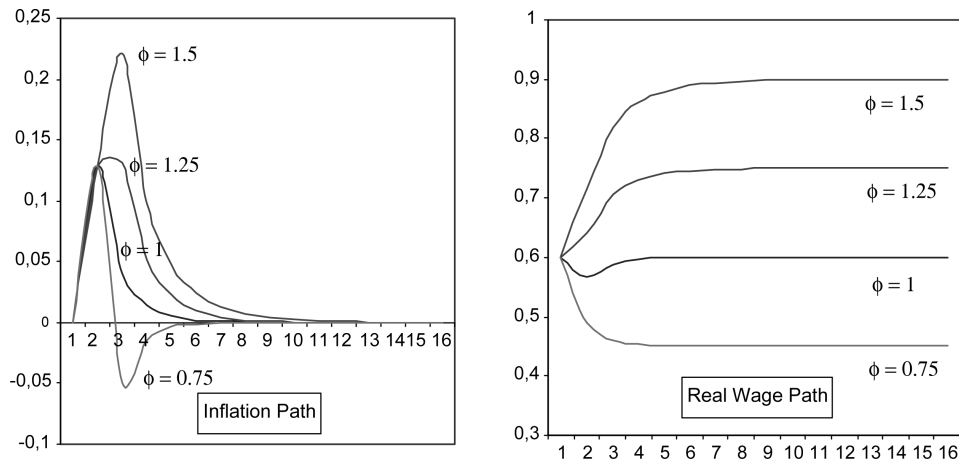 0,25
0,2
0,15
0,1
0,05
0
-0,05
-0,1
1 2 3 4 5 6 7 8 9 10 11 12 13 1415 16
ϕ = 1.5
ϕ = 1.25
ϕ = 1
ϕ = 0.75
Inflation Path
1
0,9
0,8
0,7
0,6
0,5
0,4
0,3
1 2 3 4 5 6 7 8 9 10 11 12 13 14 15 16
ϕ = 1.5
ϕ = 1.25
ϕ = 1
ϕ = 0.75
Real Wage Path